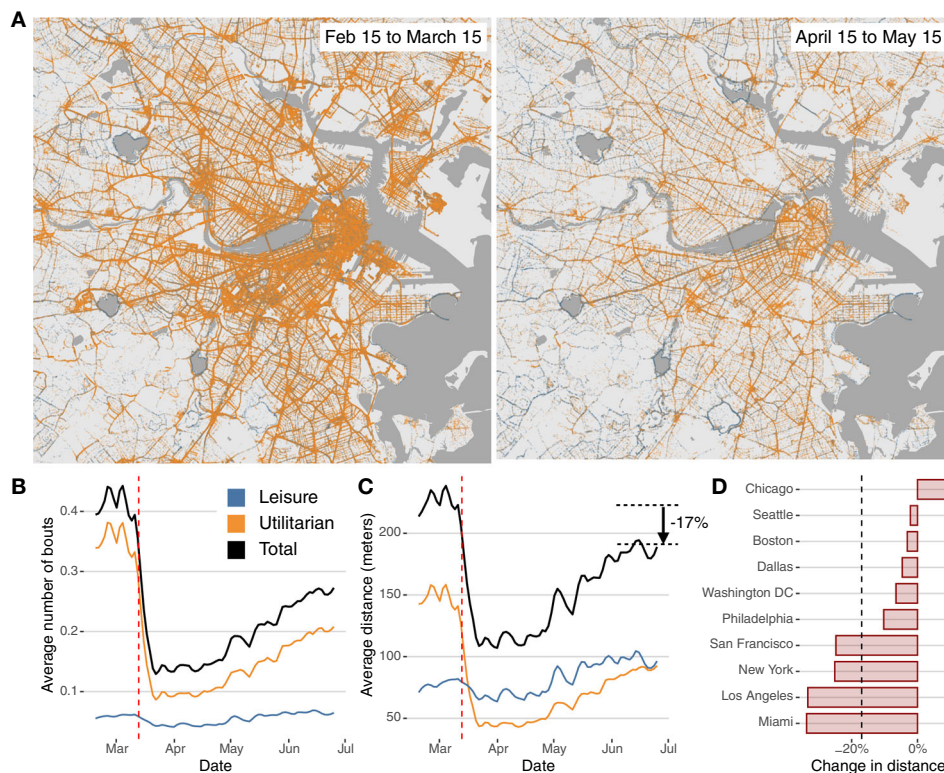 A
Feb 15 to March 15
April 15 to May 15
B
Average number of bouts
0.4
0.3
0.2
0.1
Leisure
Utilitarian
Total
Mar
Apr
May
Jun
Jul
Date
C
Average distance (meters)
200
150
100
50
-17%
Mar
Apr
May
Jun
Jul
Date
D
Chicago
Seattle
Boston
Dallas
Washington DC
Philadelphia
San Francisco
New York
Los Angeles
Miami
−20%
0%
Change in distance